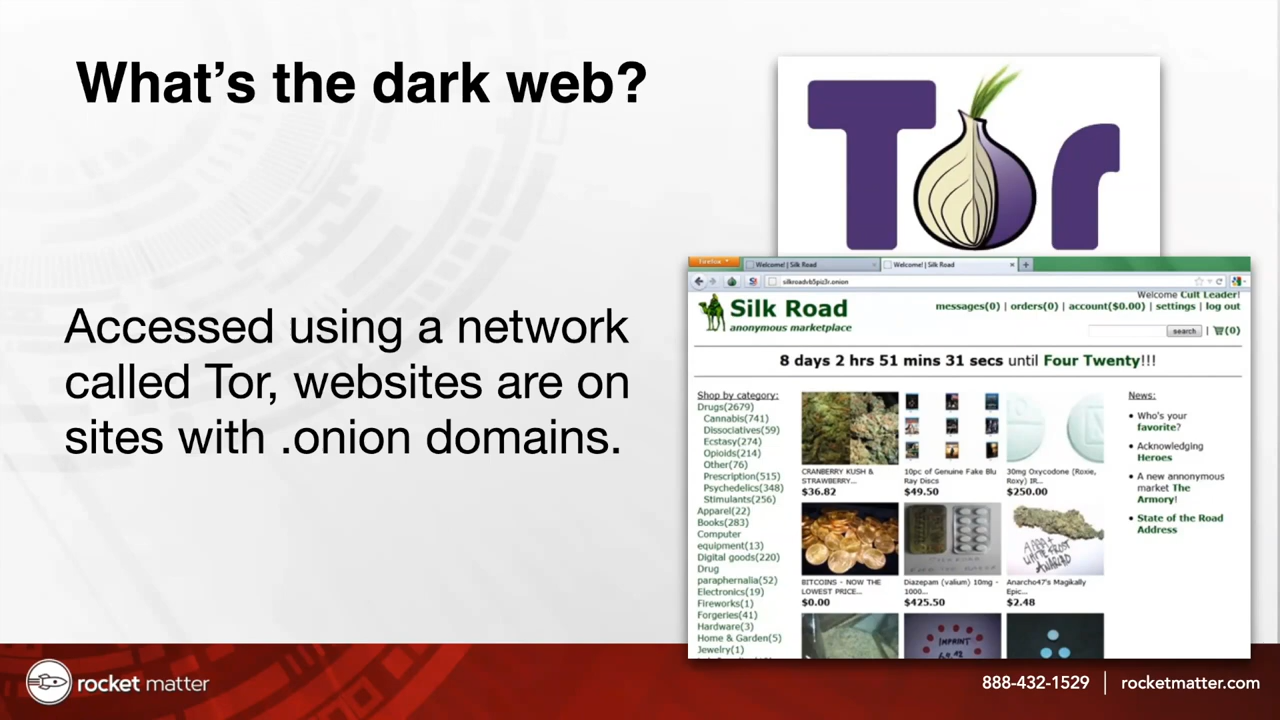 What's the dark web?
Tor
Accessed using a network
called Tor, websites are on
sites with .onion domains.
Firefox
Welcome! | Silk Road
Welcome! | Silk Road
silkroadvb5piz3r.onion
Welcome Cult Leader!
Silk Road
anonymous marketplace
messages(0) | orders(0) | account($0.00) | settings | log out
search
(0)
8 days 2 hrs 51 mins 31 secs until Four Twenty!!!
Shop by category:
Drugs(2679)
Cannabis(741)
Dissociatives(59)
Ecstasy(274)
Opioids(214)
Other(76)
Prescription(515)
Psychedelics(348)
Stimulants(256)
Apparel(22)
Books(283)
Computer
equipment(13)
Digital goods(220)
Drug
paraphernalia(52)
Electronics(19)
Fireworks(1)
Forgeries(41)
Hardware(3)
Home & Garden(5)
Jewelry(1)
CRANBERRY KUSH &
STRAWBERRY...
$36.82
10pc of Genuine Fake Blu
Ray Discs
$49.50
30mg Oxycodone (Roxie,
Roxy) IR...
$250.00
BITCOINS - NOW THE
LOWEST PRICE...
$0.00
Diazepam (valium) 10mg -
1000...
$425.50
Anarcho47's Magically
Epic...
$2.48
IMPRINT
News:
Who's your
favorite?
Acknowledging
Heroes
A new annonymous
market The
Armory!
State of the Road
Address
rocket matter
888-432-1529 | rocketmatter.com